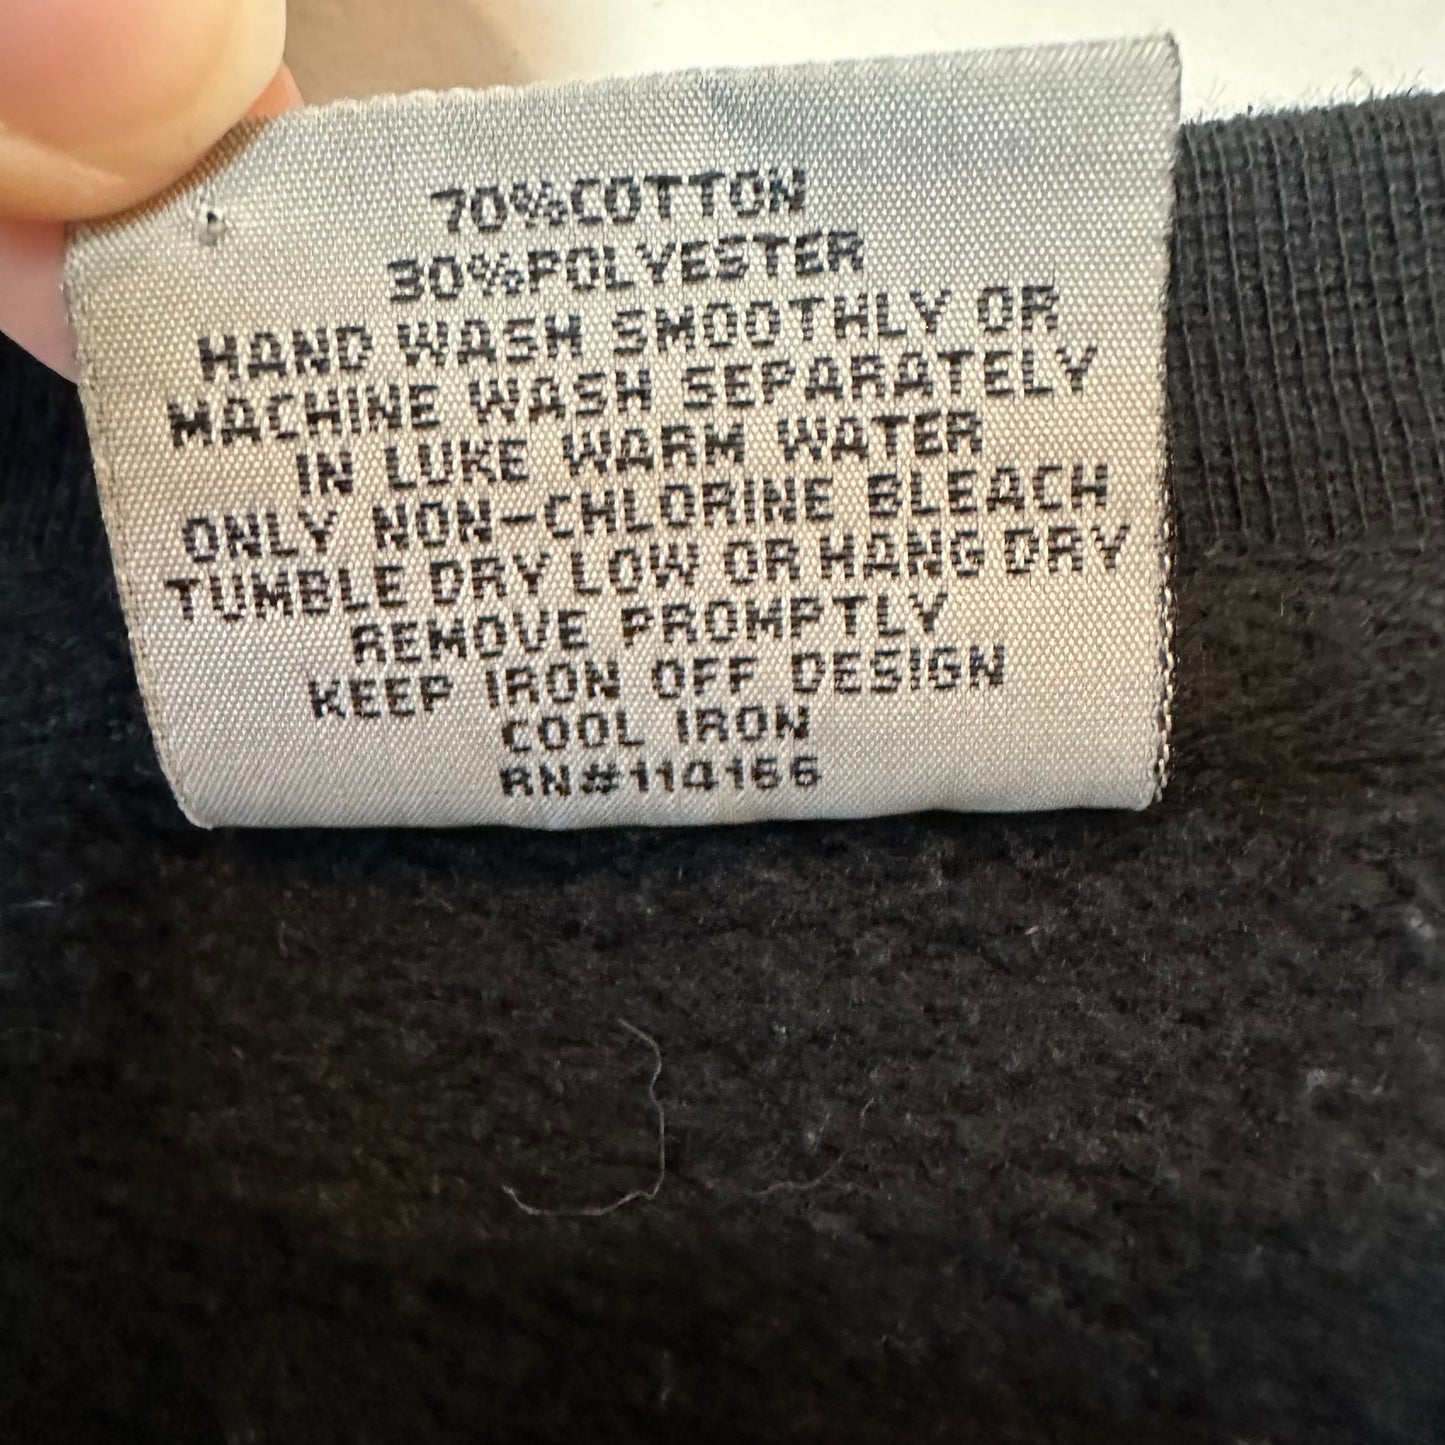 70%COTTON
30%POLYESTER
HAND WASH SMOOTHLY OR
MACHINE WASH SEPARATELY
IN LUKE WARM WATER
ONLY NON-CHLORINE BLEACH
TUMBLE DRY LOW OR HANG DRY
REMOVE PROMPTLY
KEEP IRON OFF DESIGN
COOL IRON
RN#114166